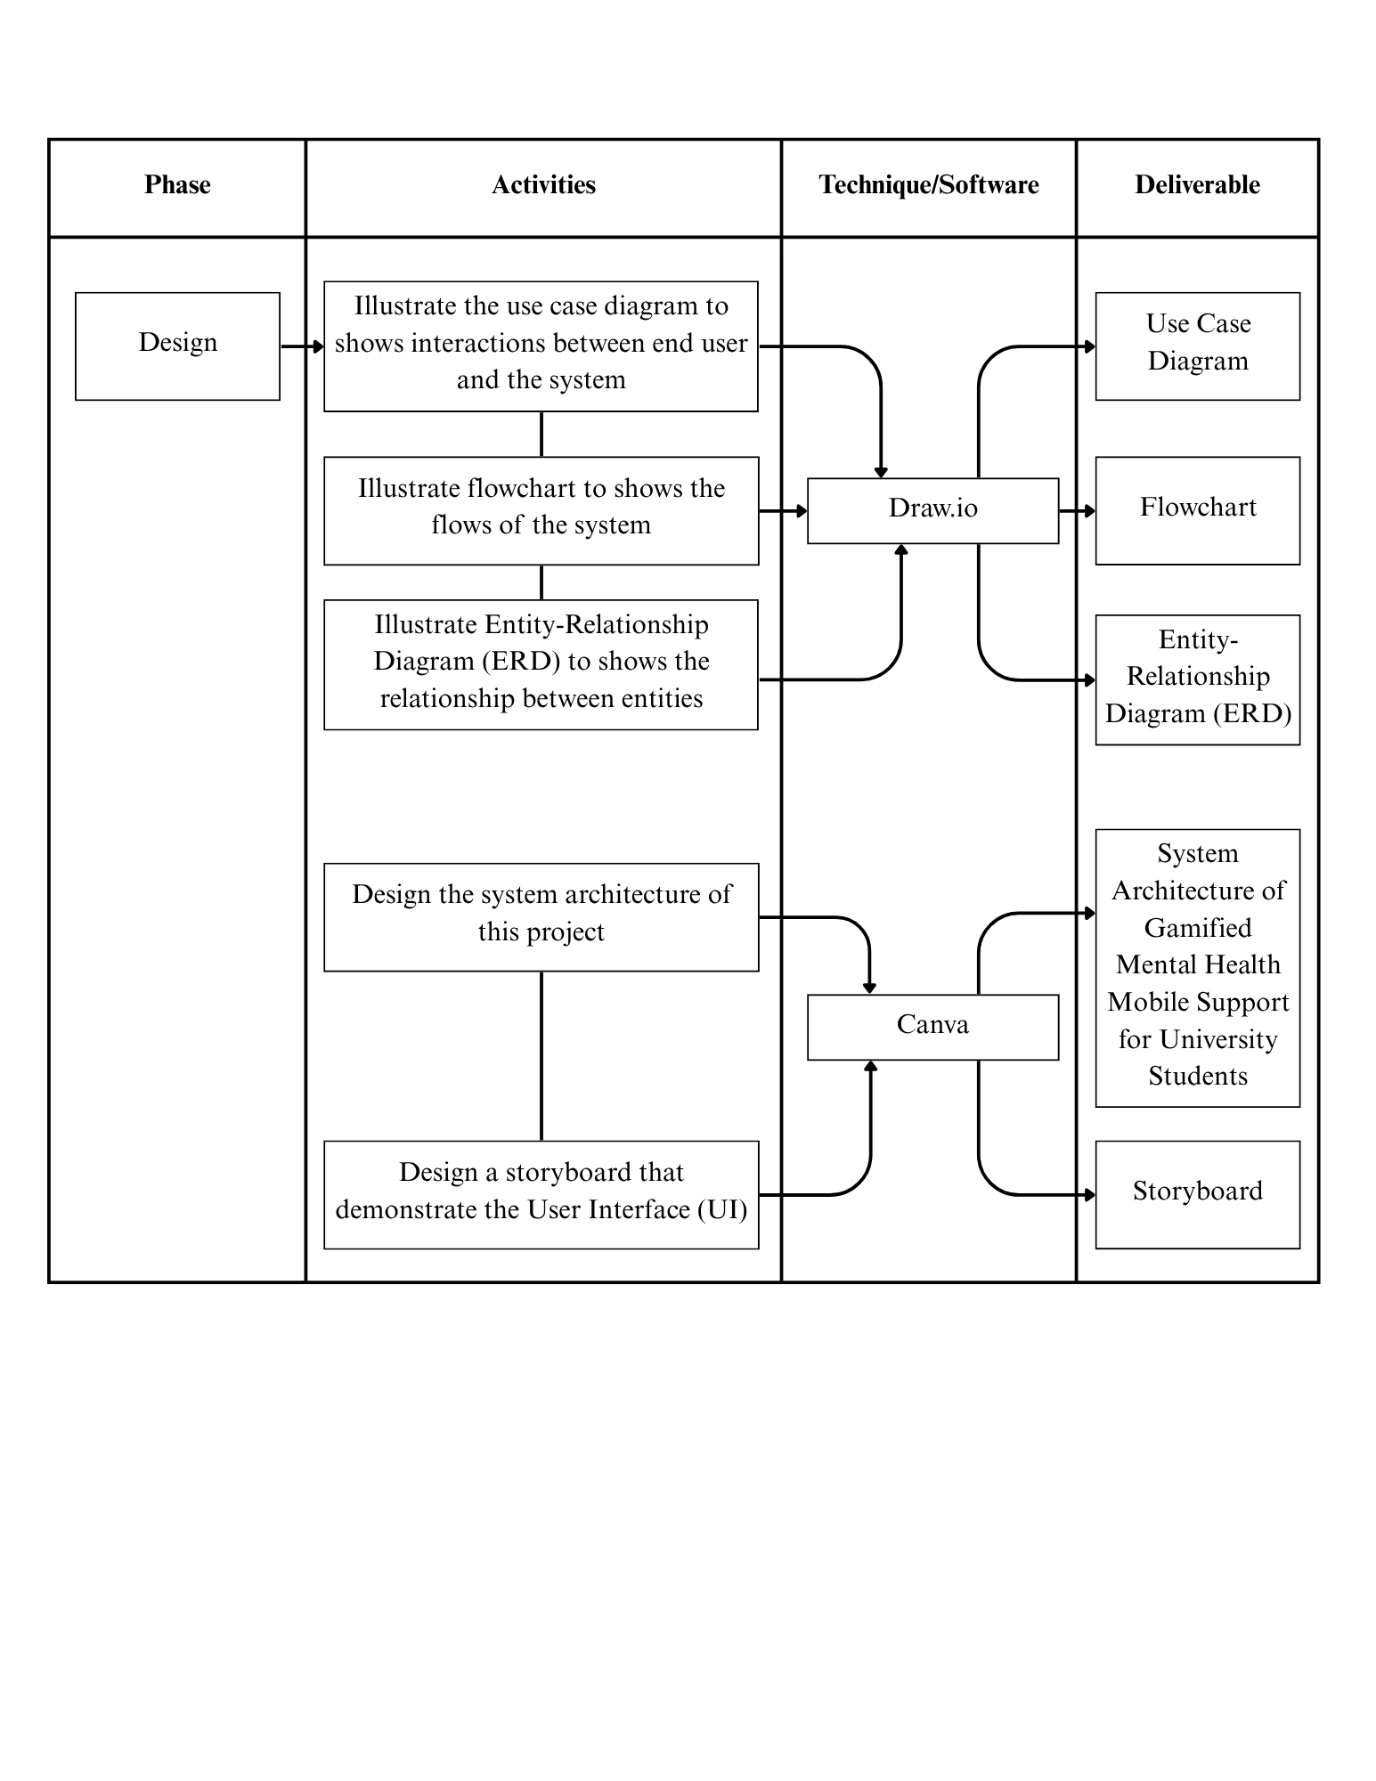 Phase
Activities
Technique/Software
Deliverable
Design
Illustrate the use case diagram to
shows interactions between end user
and the system
Use Case
Diagram
Illustrate flowchart to shows the
flows of the system
Draw.io
Flowchart
Illustrate Entity-Relationship
Diagram (ERD) to shows the
relationship between entities
Entity-
Relationship
Diagram (ERD)
Design the system architecture of
this project
Canva
System
Architecture of
Gamified
Mental Health
Mobile Support
for University
Students
Design a storyboard that
demonstrate the User Interface (UI)
Storyboard